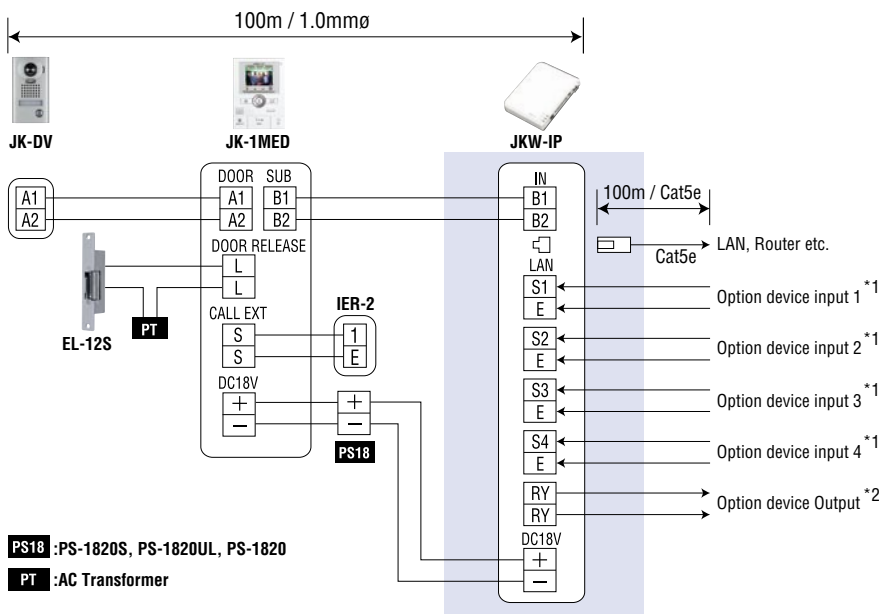 100m / 1.0mmø
JK-DV
JK-1MED
JKW-IP
DOOR SUB
IN
A1
A2
A1
A2
B1
B2
B1
B2
100m / Cat5e
Cat5e
LAN, Router etc.
LAN
DOOR RELEASE
L
L
EL-12S
PT
CALL EXT
S
S
IER-2
1
E
DC18V
+
−
+
−
PS18
S1
E
Option device input 1 *1
S2
E
Option device input 2 *1
S3
E
Option device input 3 *1
S4
E
Option device input 4 *1
RY
RY
Option device Output *2
DC18V
+
−
PS18 :PS-1820S, PS-1820UL, PS-1820
PT :AC Transformer